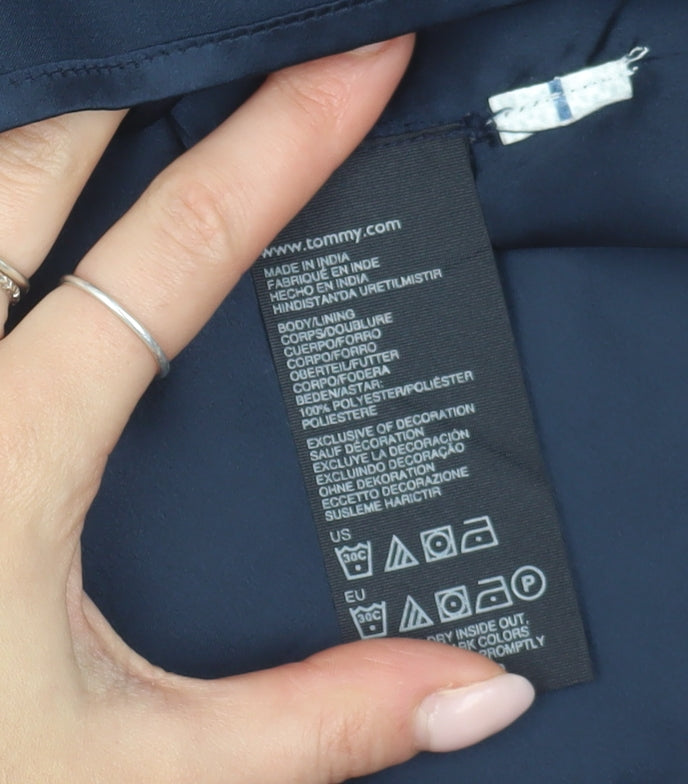 www.tommy.com
MADE IN INDIA
FABRIQUÉ EN INDE
HECHO EN INDIA
HINDISTAN'DA URETILMISTIR
BODY/LINING
CORPS/DOUBLURE
CUERPO/FORRO
CORPO/FORRO
OBERTEIL/FUTTER
CORPO/FODERA
BEDEN/ASTAR:
100% POLYESTER/POLIÉSTER
POLIESTERE
EXCLUSIVE OF DECORATION
SAUF DÉCORATION
EXCLUYE LA DECORACIÓN
EXCLUINDO DECORAÇÃO
OHNE DEKORATION
ECCETTO DECORAZIONE
SUSLEME HARICTIR
US
30C
EU
30C P
DRY INSIDE OUT,
COLORS
PROMPTLY